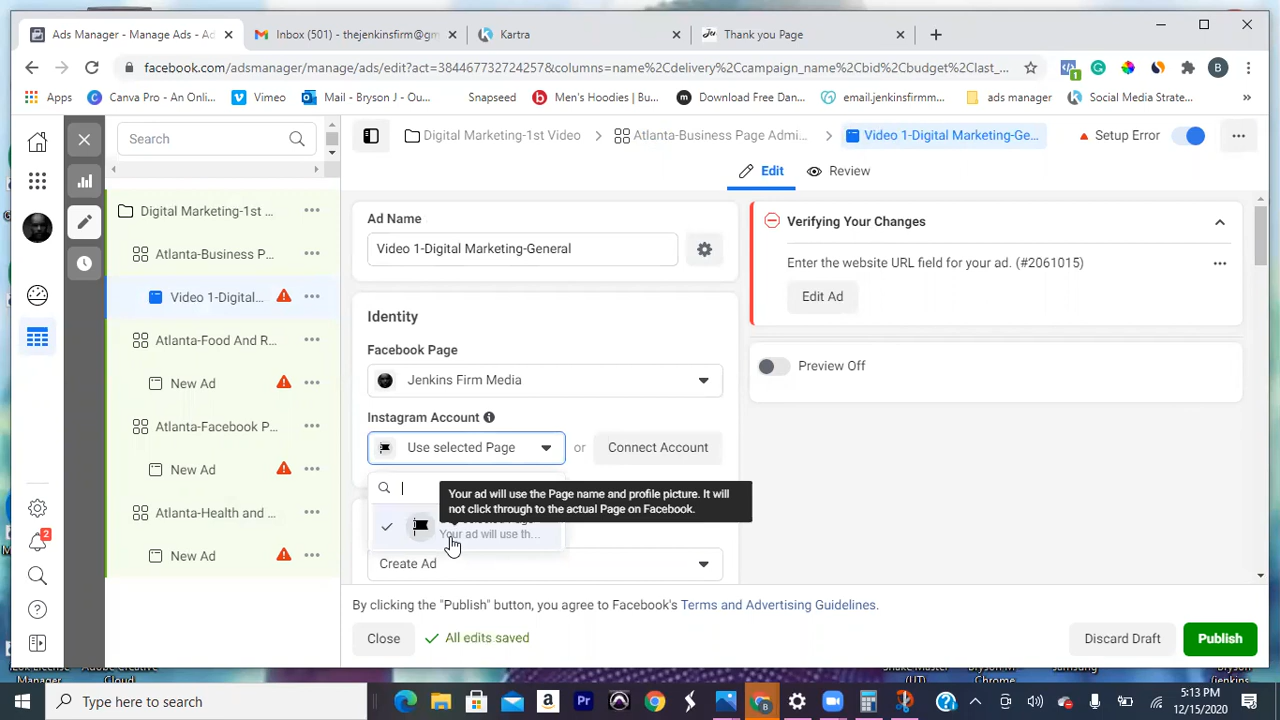 Ads Manager - Manage Ads - Ad
Inbox (501) - thejenkinsfirm@gm
Kartra
Thank you Page
facebook.com/adsmanager/manage/ads/edit?act=384467732724257&columns=name%2Cdelivery%2Ccampaign_name%2Cbid%2Cbudget%2Clast_...
1
B
Apps
Canva Pro - An Onli...
Vimeo
Mail - Bryson J - Out...
Snapseed
Men's Hoodies | Bu...
Download Free Dan...
email.jenkinsfirmm...
ads manager
Social Media Strate...
Search
Digital Marketing-1st Video
Atlanta-Business Page Admi...
Video 1-Digital Marketing-Ge...
Setup Error
Edit
Review
Digital Marketing-1st ...
Atlanta-Business P...
Video 1-Digital...
Atlanta-Food And R...
New Ad
Atlanta-Facebook P...
New Ad
Atlanta-Health and ...
New Ad
2
Ad Name
Video 1-Digital Marketing-General
Identity
Facebook Page
Jenkins Firm Media
Instagram Account
Use selected Page
or
Connect Account
Your ad will use the Page name and profile picture. It will
not click through to the actual Page on Facebook.
Your ad will use th...
Create Ad
Verifying Your Changes
Enter the website URL field for your ad. (#2061015)
Edit Ad
Preview Off
By clicking the "Publish" button, you agree to Facebook's Terms and Advertising Guidelines.
Close
All edits saved
Discard Draft
Publish
Cloud
(UT)
Chrome
Type here to search
5:13 PM
12/15/2020